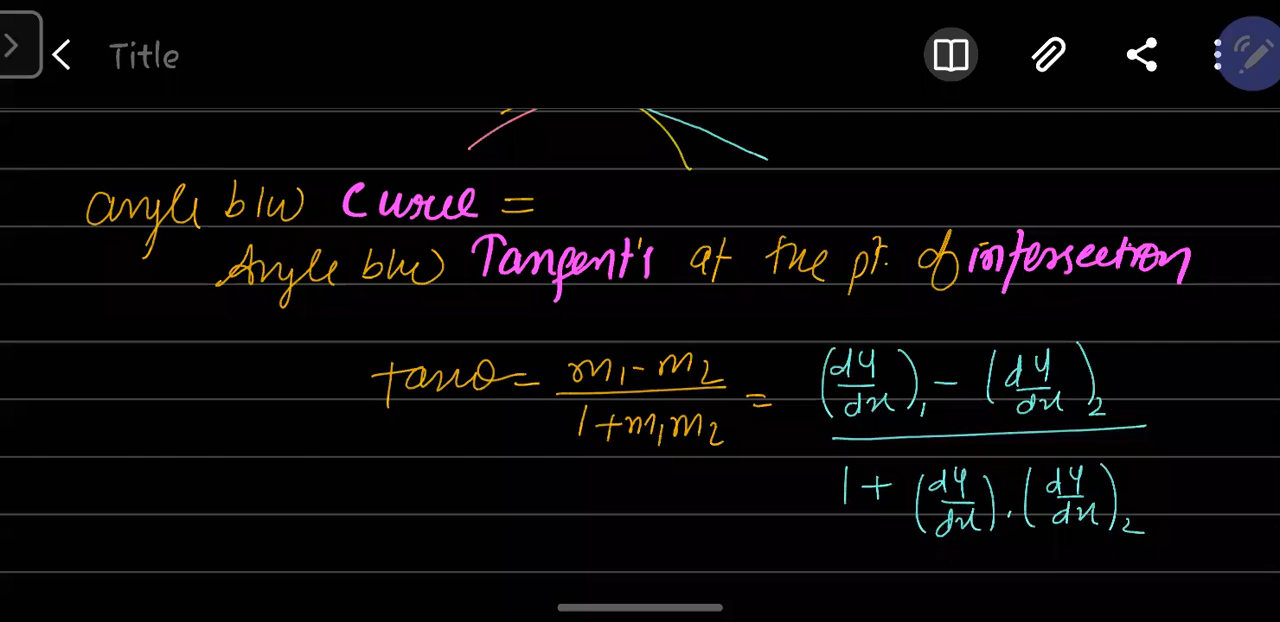 Title
angle b/w Curve =
Angle b/w Tangent's at the pt. of intersection
tanθ = (m₁ - m₂)/(1 + m₁m₂) = ((dy/dx)₁ - (dy/dx)₂)/(1 + (dy/dx)₁ . (dy/dx)₂)